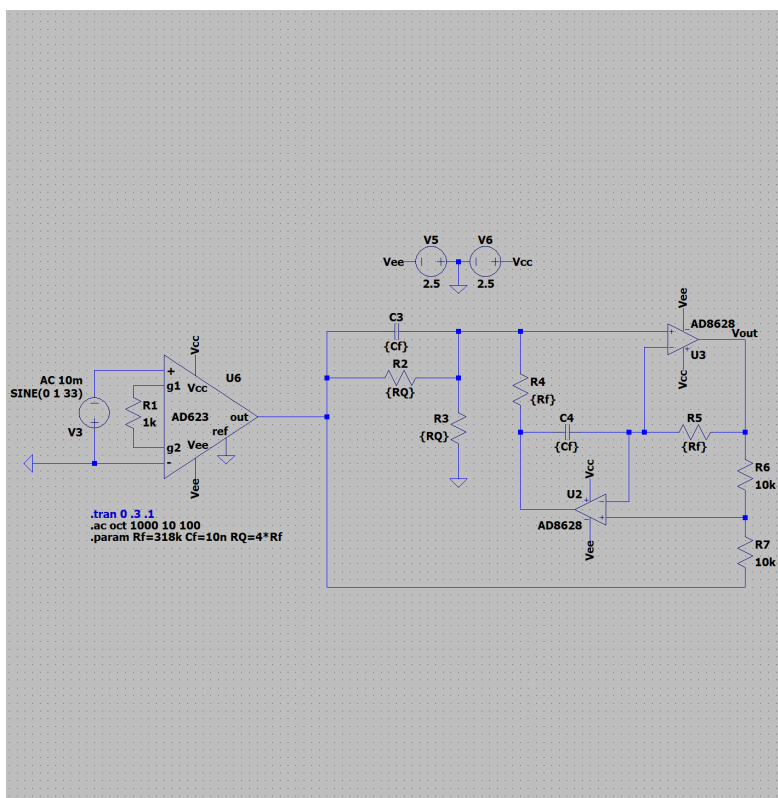 V5
V6
Vee
Vcc
2.5
2.5
C3
{Cf}
R2
{RQ}
R3
{RQ}
R4
{Rf}
C4
{Cf}
Vee
AD8628
Vout
U3
Vcc
R5
{Rf}
R6
10k
R7
10k
Vcc
U2
AD8628
Vee
AC 10m
SINE(0 1 33)
V3
R1
1k
+
g1
Vcc
Vcc
U6
AD623
out
ref
g2
Vee
-
Vee
.tran 0 .3 .1
.ac oct 1000 10 100
.param Rf=318k Cf=10n RQ=4*Rf